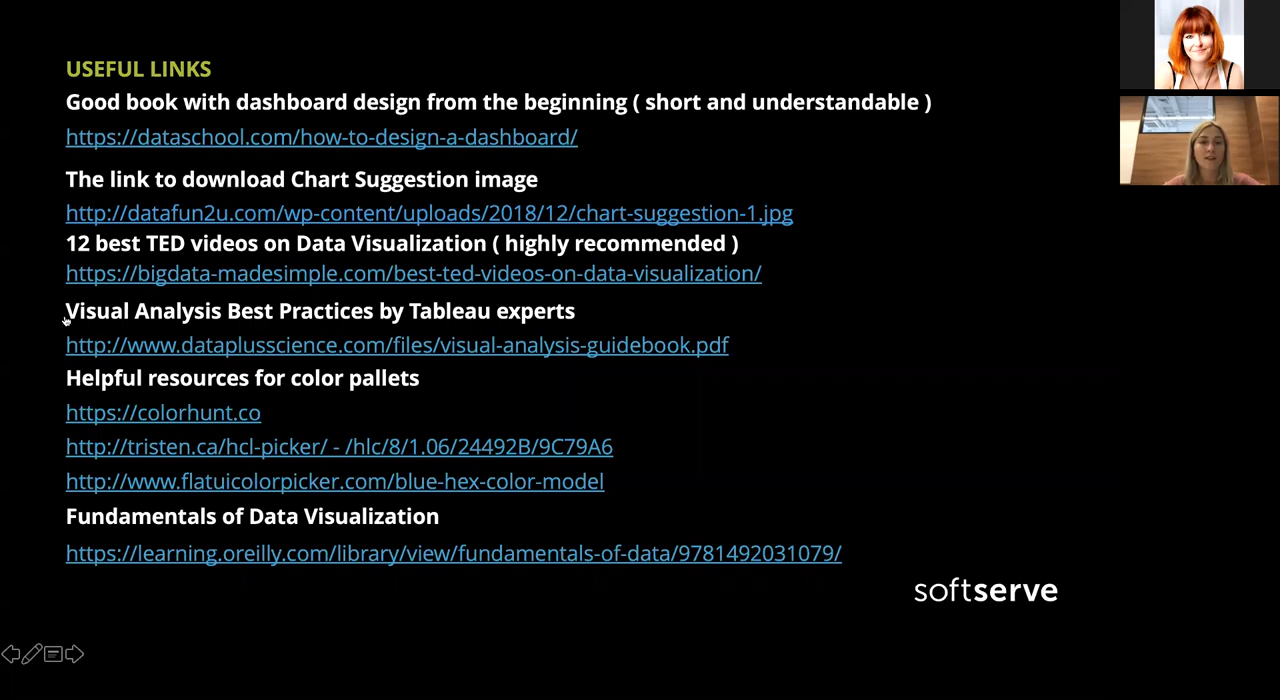 USEFUL LINKS
Good book with dashboard design from the beginning ( short and understandable )
https://dataschool.com/how-to-design-a-dashboard/
The link to download Chart Suggestion image
http://datafun2u.com/wp-content/uploads/2018/12/chart-suggestion-1.jpg
12 best TED videos on Data Visualization ( highly recommended )
https://bigdata-madesimple.com/best-ted-videos-on-data-visualization/
Visual Analysis Best Practices by Tableau experts
http://www.dataplusscience.com/files/visual-analysis-guidebook.pdf
Helpful resources for color pallets
https://colorhunt.co
http://tristen.ca/hcl-picker/ - /hlc/8/1.06/24492B/9C79A6
http://www.flatuicolorpicker.com/blue-hex-color-model
Fundamentals of Data Visualization
https://learning.oreilly.com/library/view/fundamentals-of-data/9781492031079/
softserve